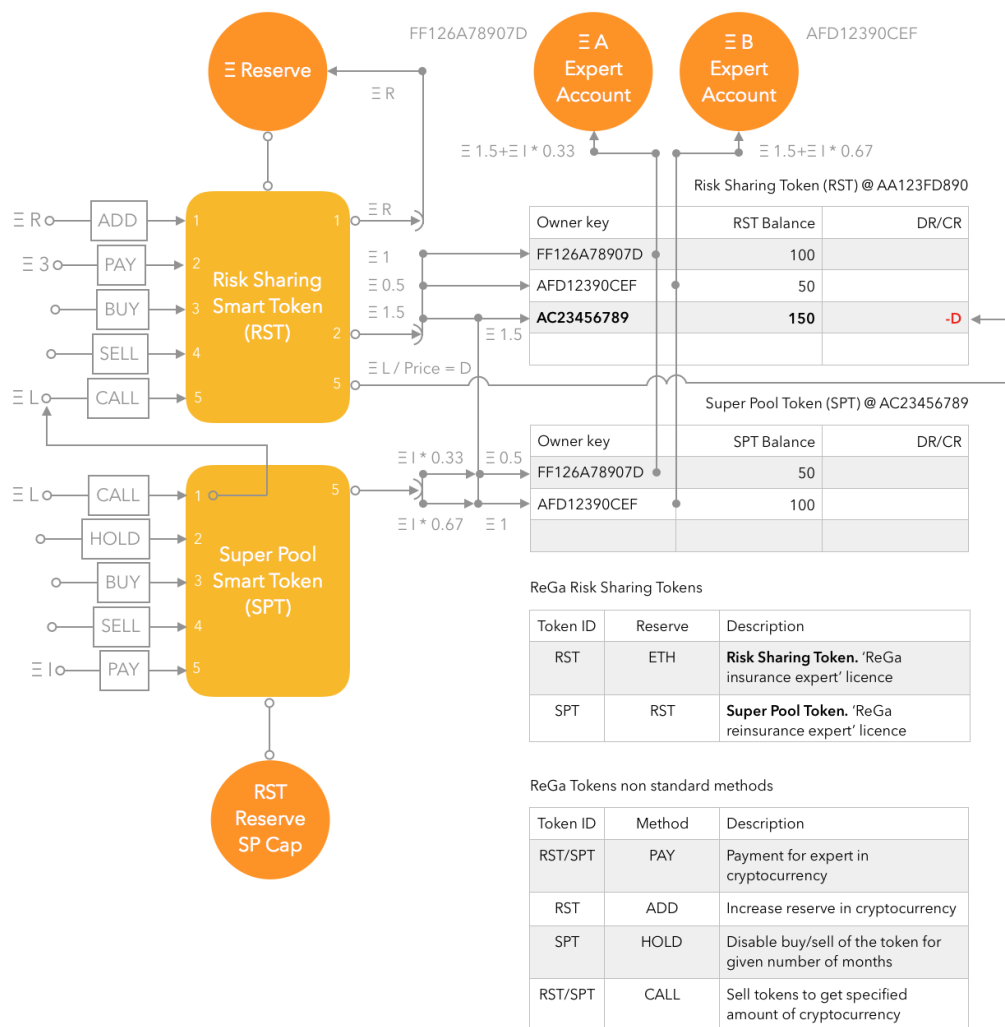 FF126A78907D
AFD12390CEF
Ξ Reserve
Ξ A
Expert
Account
Ξ B
Expert
Account
Ξ R
Ξ 1.5+Ξ I * 0.33
Ξ 1.5+Ξ I * 0.67
Risk Sharing Token (RST) @ AA123FD890
Ξ R
ADD
1
1
Ξ R
Ξ 3
PAY
2
BUY
3
SELL
4
Ξ L
CALL
5
Risk Sharing
Smart Token
(RST)
2
5
Ξ 1
Ξ 0.5
Ξ 1.5
Ξ 1.5
Ξ L / Price = D
Owner key RST Balance DR/CR
FF126A78907D 100
AFD12390CEF 50
AC23456789 150 -D
Super Pool Token (SPT) @ AC23456789
Owner key SPT Balance DR/CR
FF126A78907D 50
AFD12390CEF 100
Ξ L
CALL
1
HOLD
2
BUY
3
SELL
4
Ξ I
PAY
5
Super Pool
Smart Token
(SPT)
5
Ξ I * 0.33
Ξ 0.5
Ξ I * 0.67
Ξ 1
RST
Reserve
SP Cap
ReGa Risk Sharing Tokens
Token ID Reserve Description
RST ETH Risk Sharing Token. ‘ReGa
insurance expert’ licence
SPT RST Super Pool Token. ‘ReGa
reinsurance expert’ licence
ReGa Tokens non standard methods
Token ID Method Description
RST/SPT PAY Payment for expert in
cryptocurrency
RST ADD Increase reserve in cryptocurrency
SPT HOLD Disable buy/sell of the token for
given number of months
RST/SPT CALL Sell tokens to get specified
amount of cryptocurrency